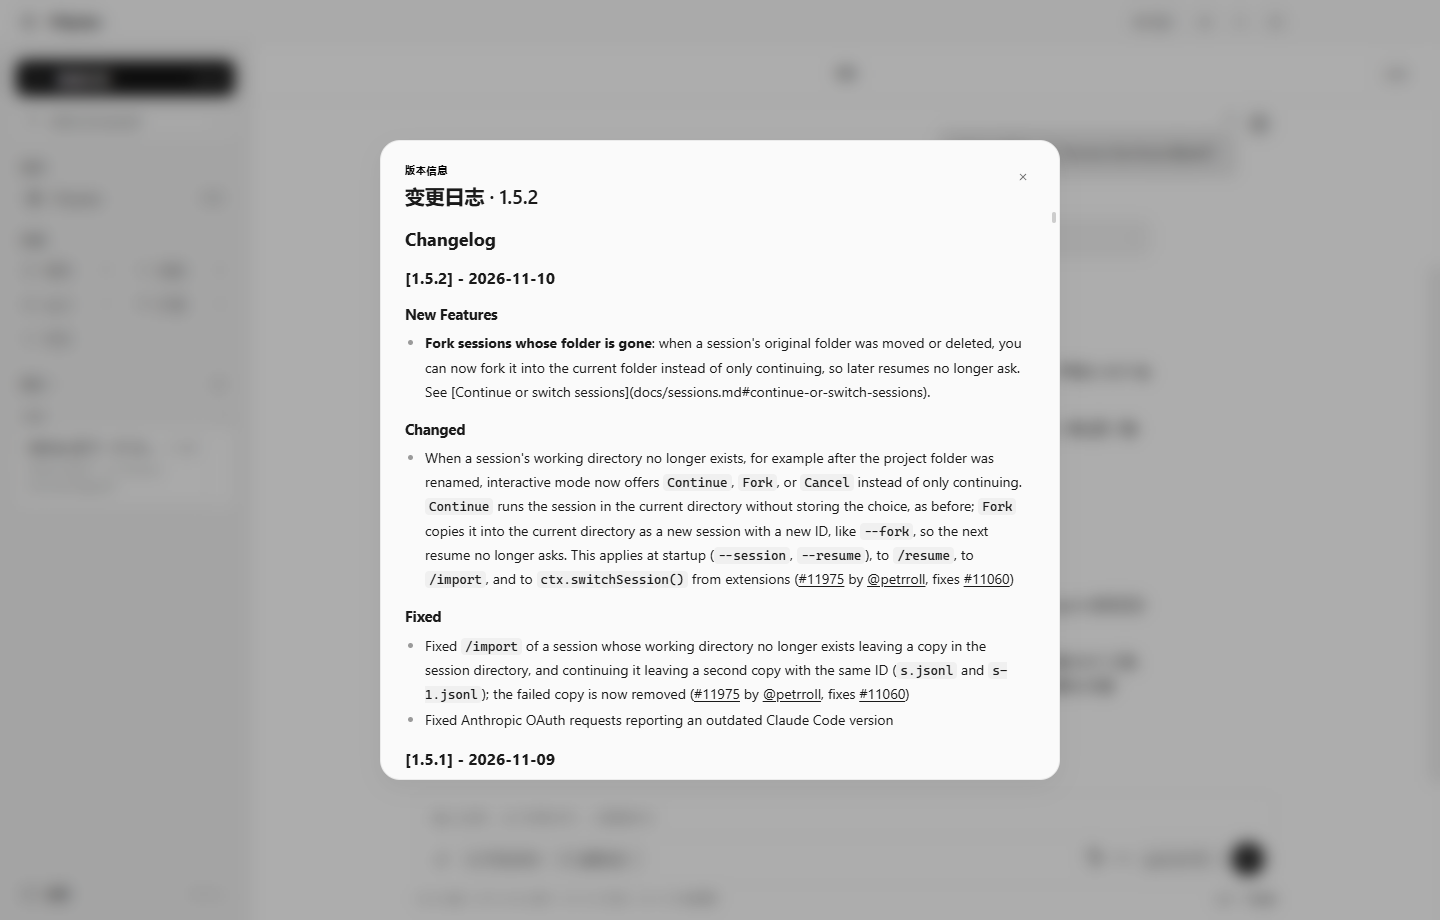 版本信息
变更日志 · 1.5.2
×
Changelog
[1.5.2] - 2026-11-10
New Features
• Fork sessions whose folder is gone: when a session's original folder was moved or deleted, you
can now fork it into the current folder instead of only continuing, so later resumes no longer ask.
See [Continue or switch sessions](docs/sessions.md#continue-or-switch-sessions).
Changed
• When a session's working directory no longer exists, for example after the project folder was
renamed, interactive mode now offers Continue, Fork, or Cancel instead of only continuing.
Continue runs the session in the current directory without storing the choice, as before; Fork
copies it into the current directory as a new session with a new ID, like --fork, so the next
resume no longer asks. This applies at startup (--session, --resume), to /resume, to
/import, and to ctx.switchSession() from extensions (#11975 by @petrroll, fixes #11060)
Fixed
• Fixed /import of a session whose working directory no longer exists leaving a copy in the
session directory, and continuing it leaving a second copy with the same ID (s.jsonl and s-
1.jsonl); the failed copy is now removed (#11975 by @petrroll, fixes #11060)
• Fixed Anthropic OAuth requests reporting an outdated Claude Code version
[1.5.1] - 2026-11-09